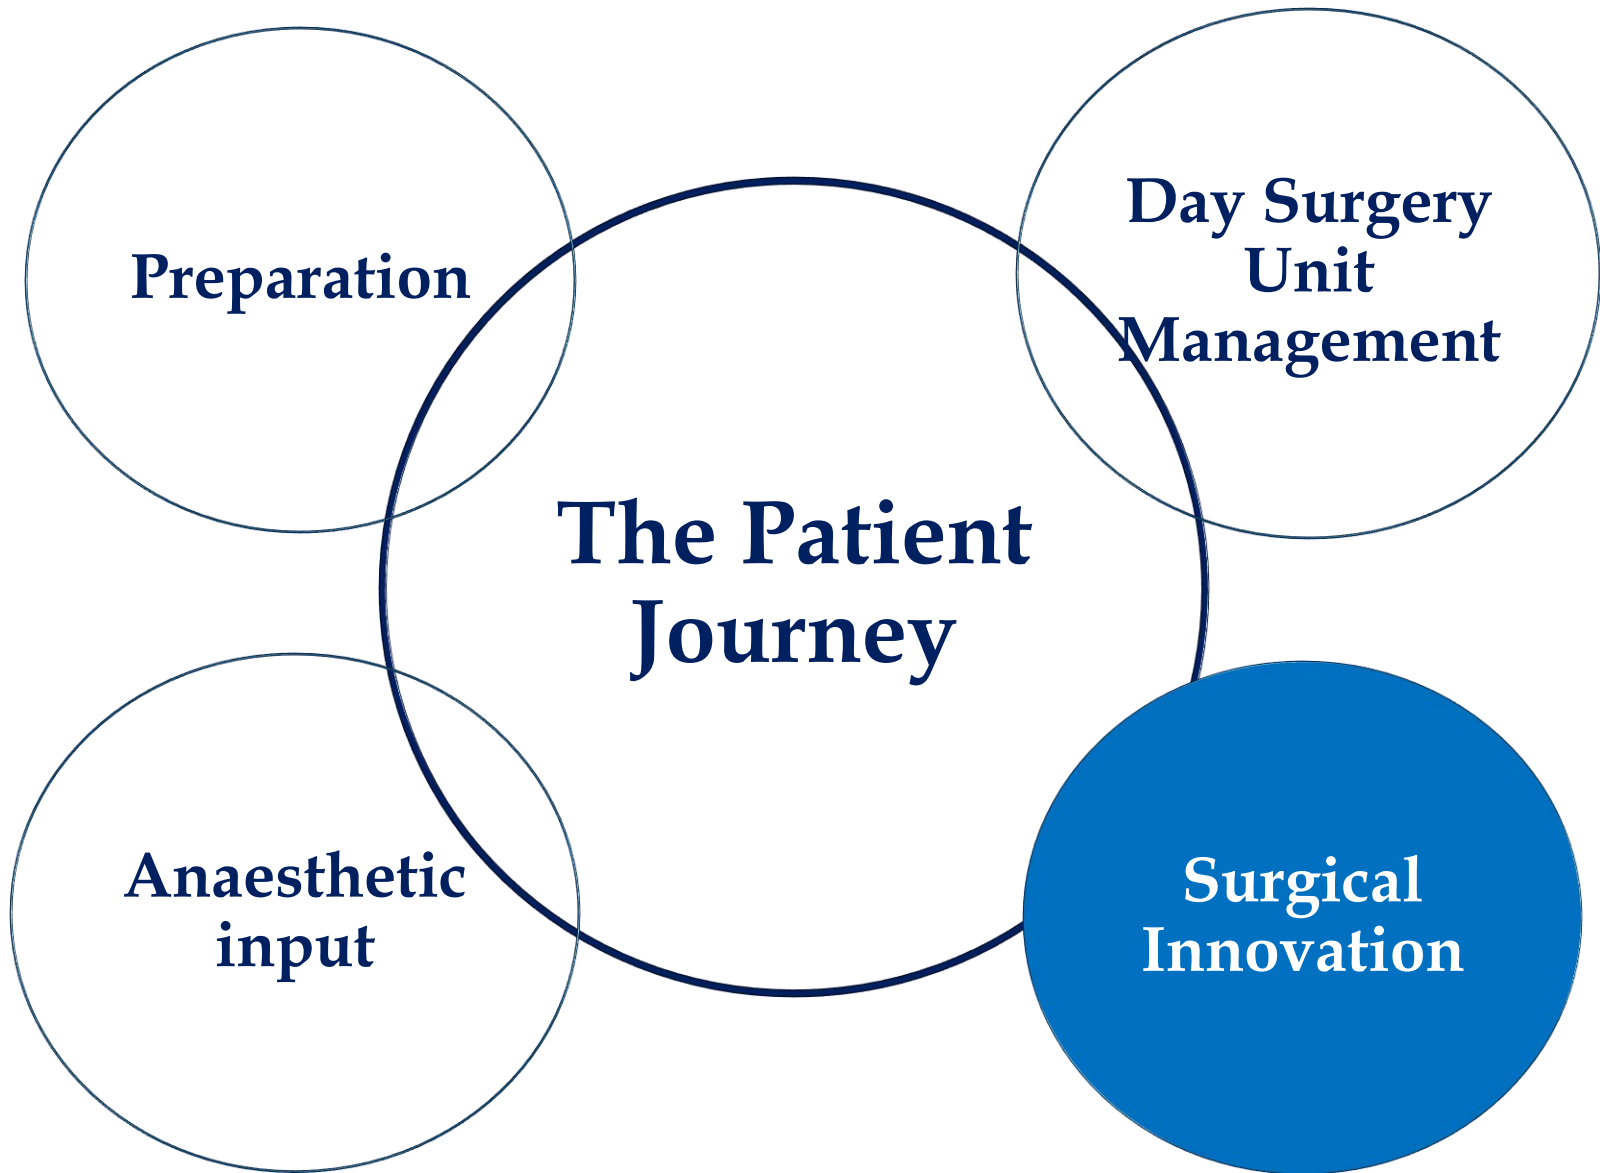 Preparation
Day Surgery
Unit
Management
The Patient
Journey
Anaesthetic
input
Surgical
Innovation